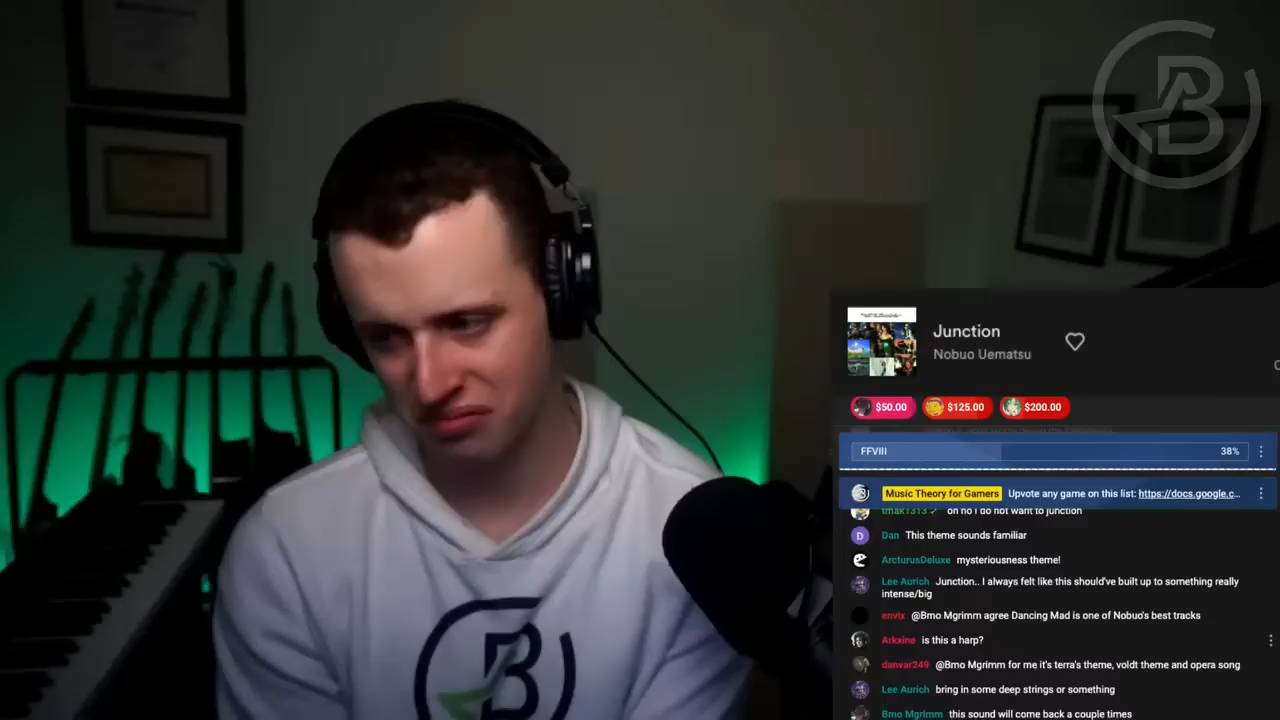 Junction
Nobuo Uematsu
$50.00
$125.00
$200.00
FFVIII 38%
Music Theory for Gamers Upvote any game on this list: https://docs.google.c...
tmak1313 oh no I do not want to junction
Dan This theme sounds familiar
ArcturusDeluxe mysteriousness theme!
Lee Aurich Junction.. I always felt like this should've built up to something really
intense/big
envix @Bmo Mgrimm agree Dancing Mad is one of Nobuo's best tracks
Arkxine is this a harp?
danvar249 @Bmo Mgrimm for me it's terra's theme, voldt theme and opera song
Lee Aurich bring in some deep strings or something
Bmo Mgrimm this sound will come back a couple times